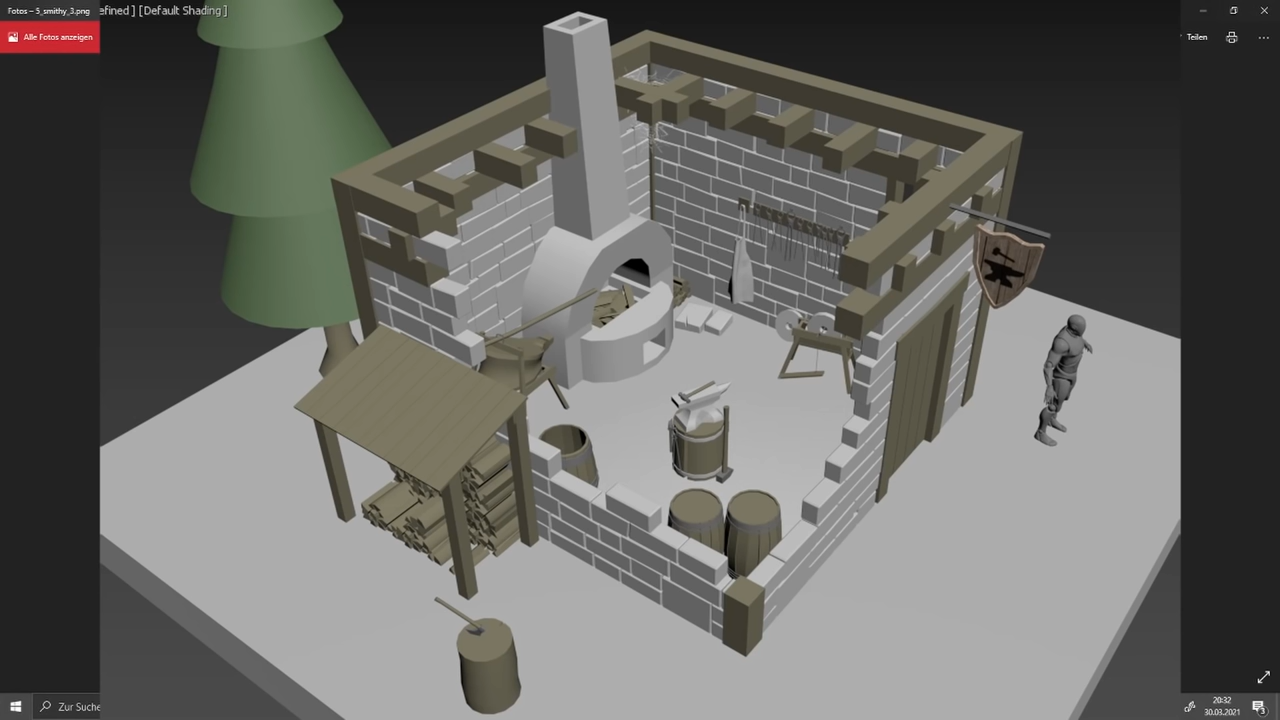 Fotos – 5_smithy_3.png
efined ] [Default Shading ]
Alle Fotos anzeigen
Teilen
Zur Suche
20:32
30.03.2021